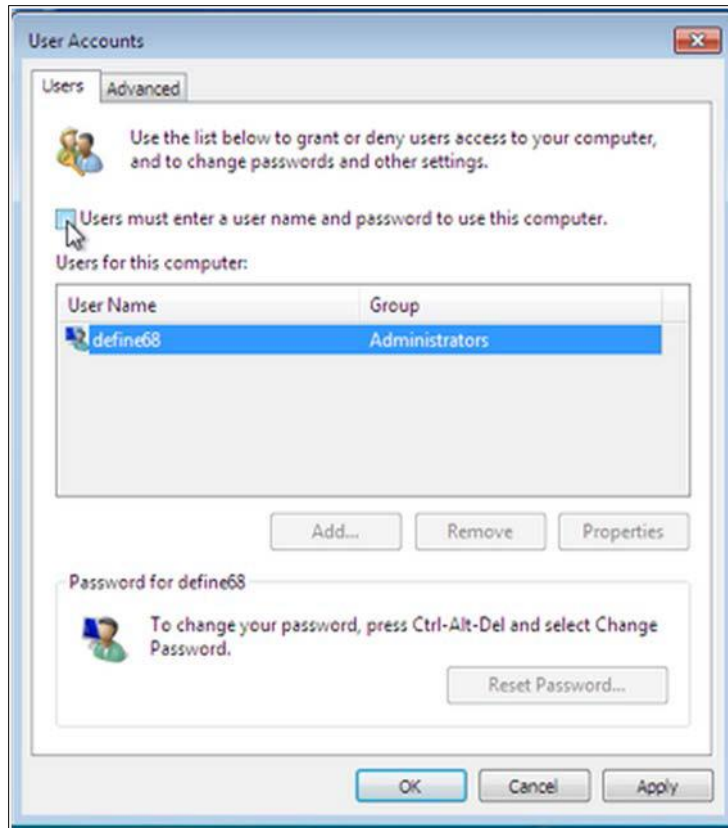 User Accounts
Users Advanced
Use the list below to grant or deny users access to your computer,
and to change passwords and other settings.
Users must enter a user name and password to use this computer.
Users for this computer:
User Name Group
define68 Administrators
Add... Remove Properties
Password for define68
To change your password, press Ctrl-Alt-Del and select Change
Password.
Reset Password...
OK Cancel Apply